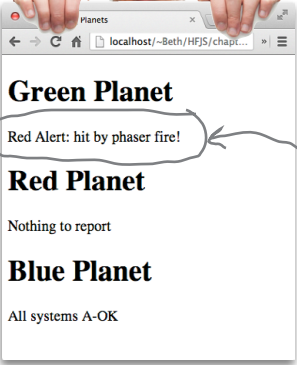 Planets
localhost/~Beth/HFJS/chapt...
Green Planet
Red Alert: hit by phaser fire!
Red Planet
Nothing to report
Blue Planet
All systems A-OK